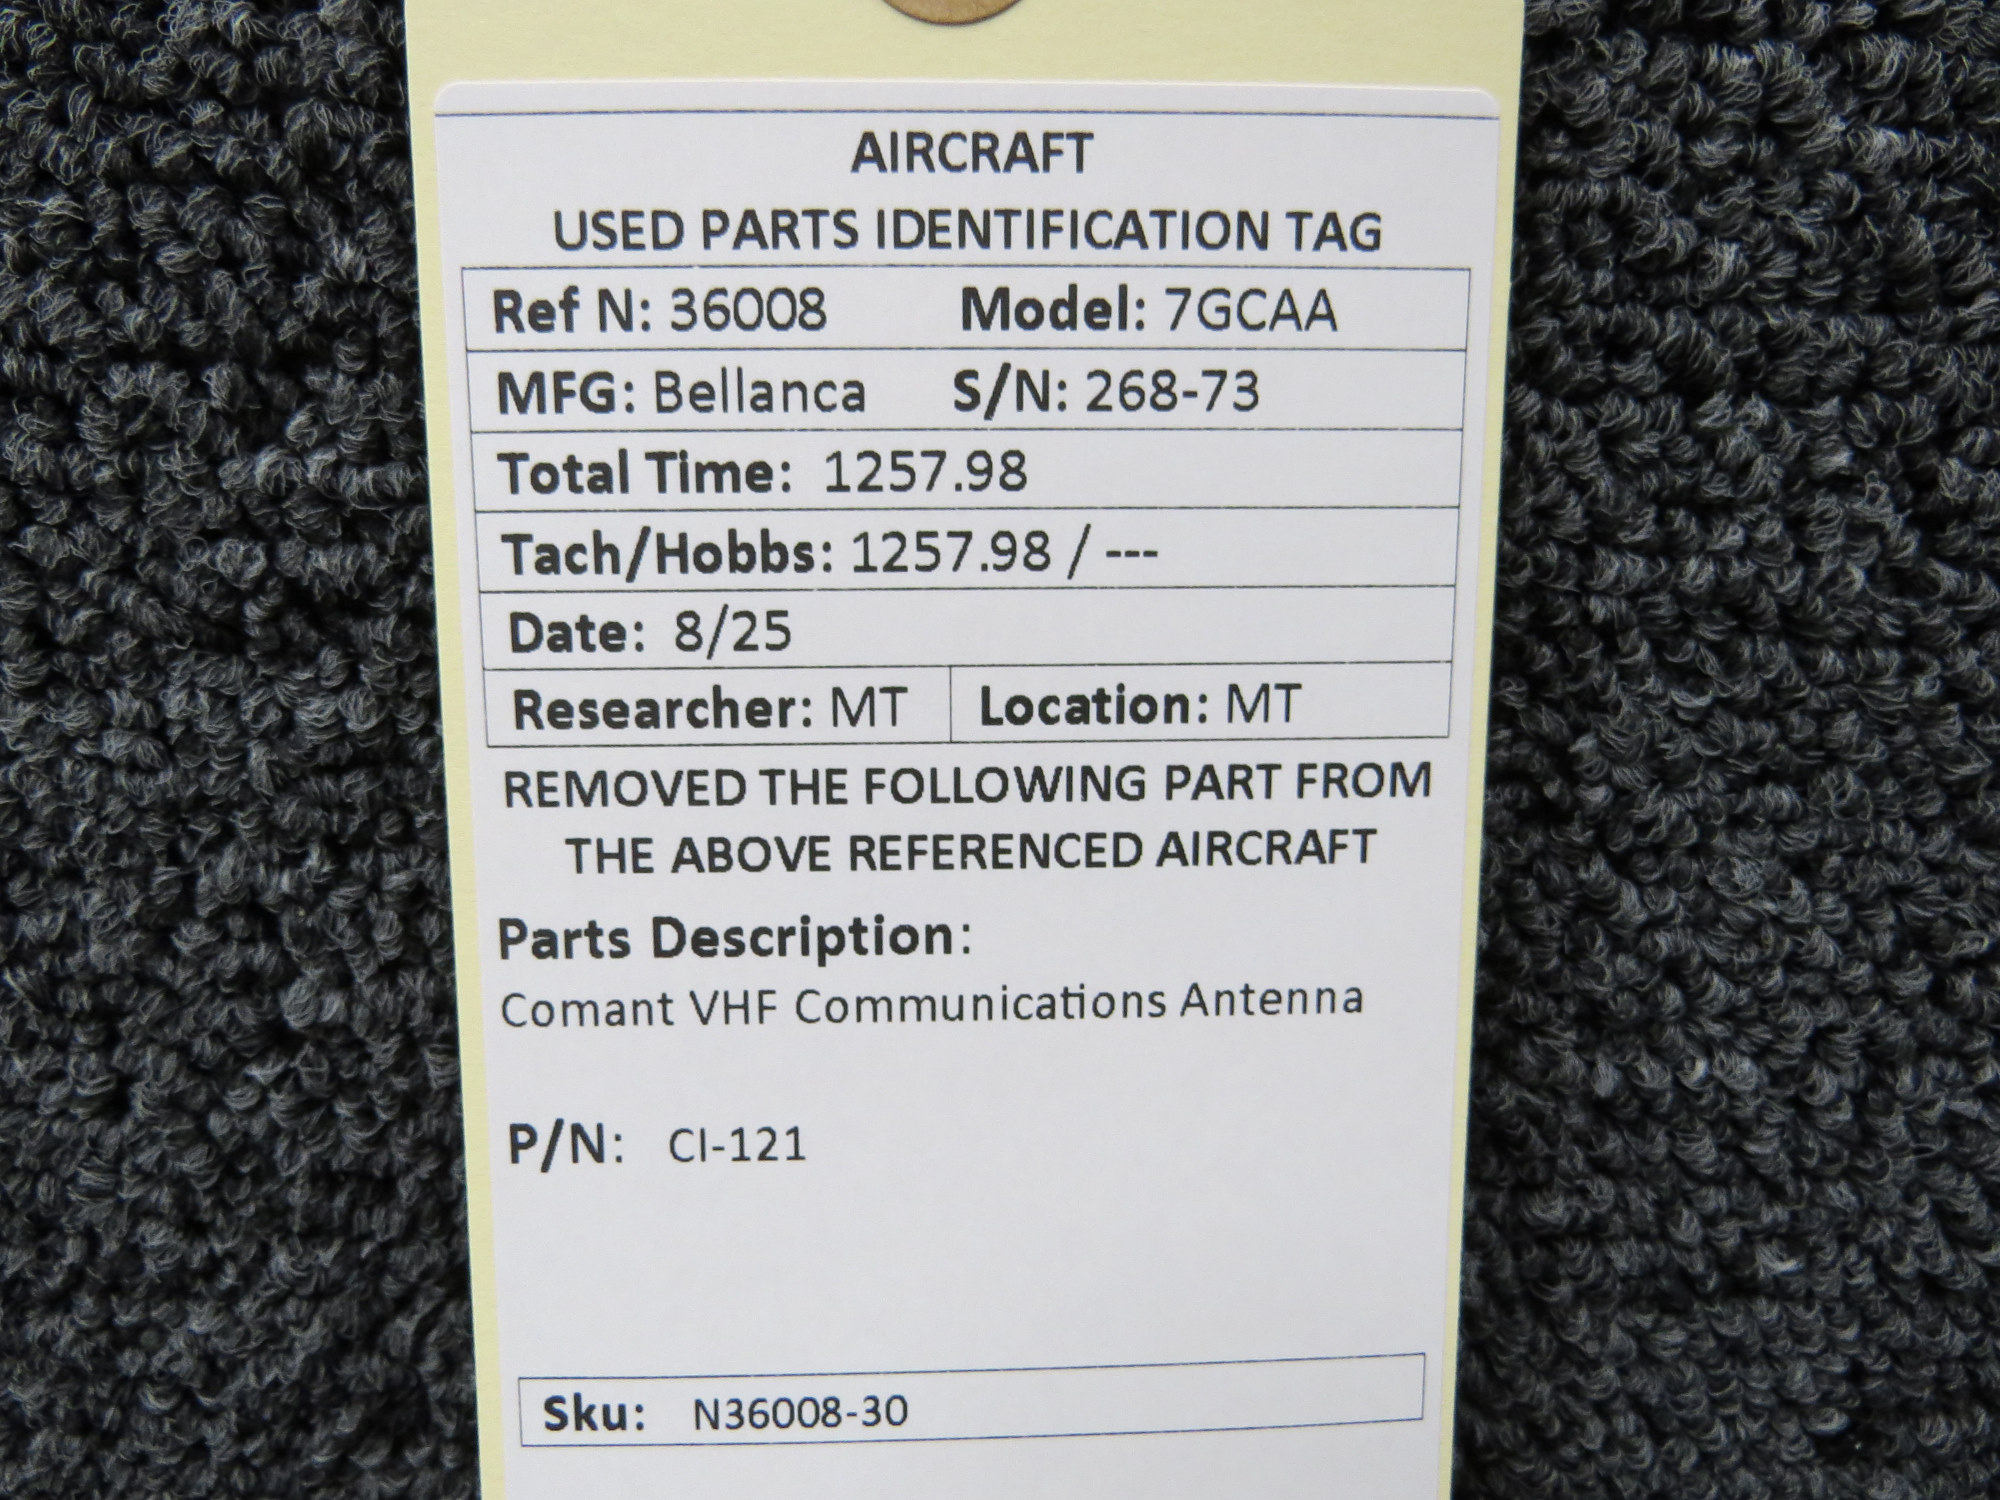 AIRCRAFT
USED PARTS IDENTIFICATION TAG
Ref N: 36008 Model: 7GCAA
MFG: Bellanca S/N: 268-73
Total Time: 1257.98
Tach/Hobbs: 1257.98 / ---
Date: 8/25
Researcher: MT Location: MT
REMOVED THE FOLLOWING PART FROM
THE ABOVE REFERENCED AIRCRAFT
Parts Description:
Comant VHF Communications Antenna
P/N: CI-121
Sku: N36008-30